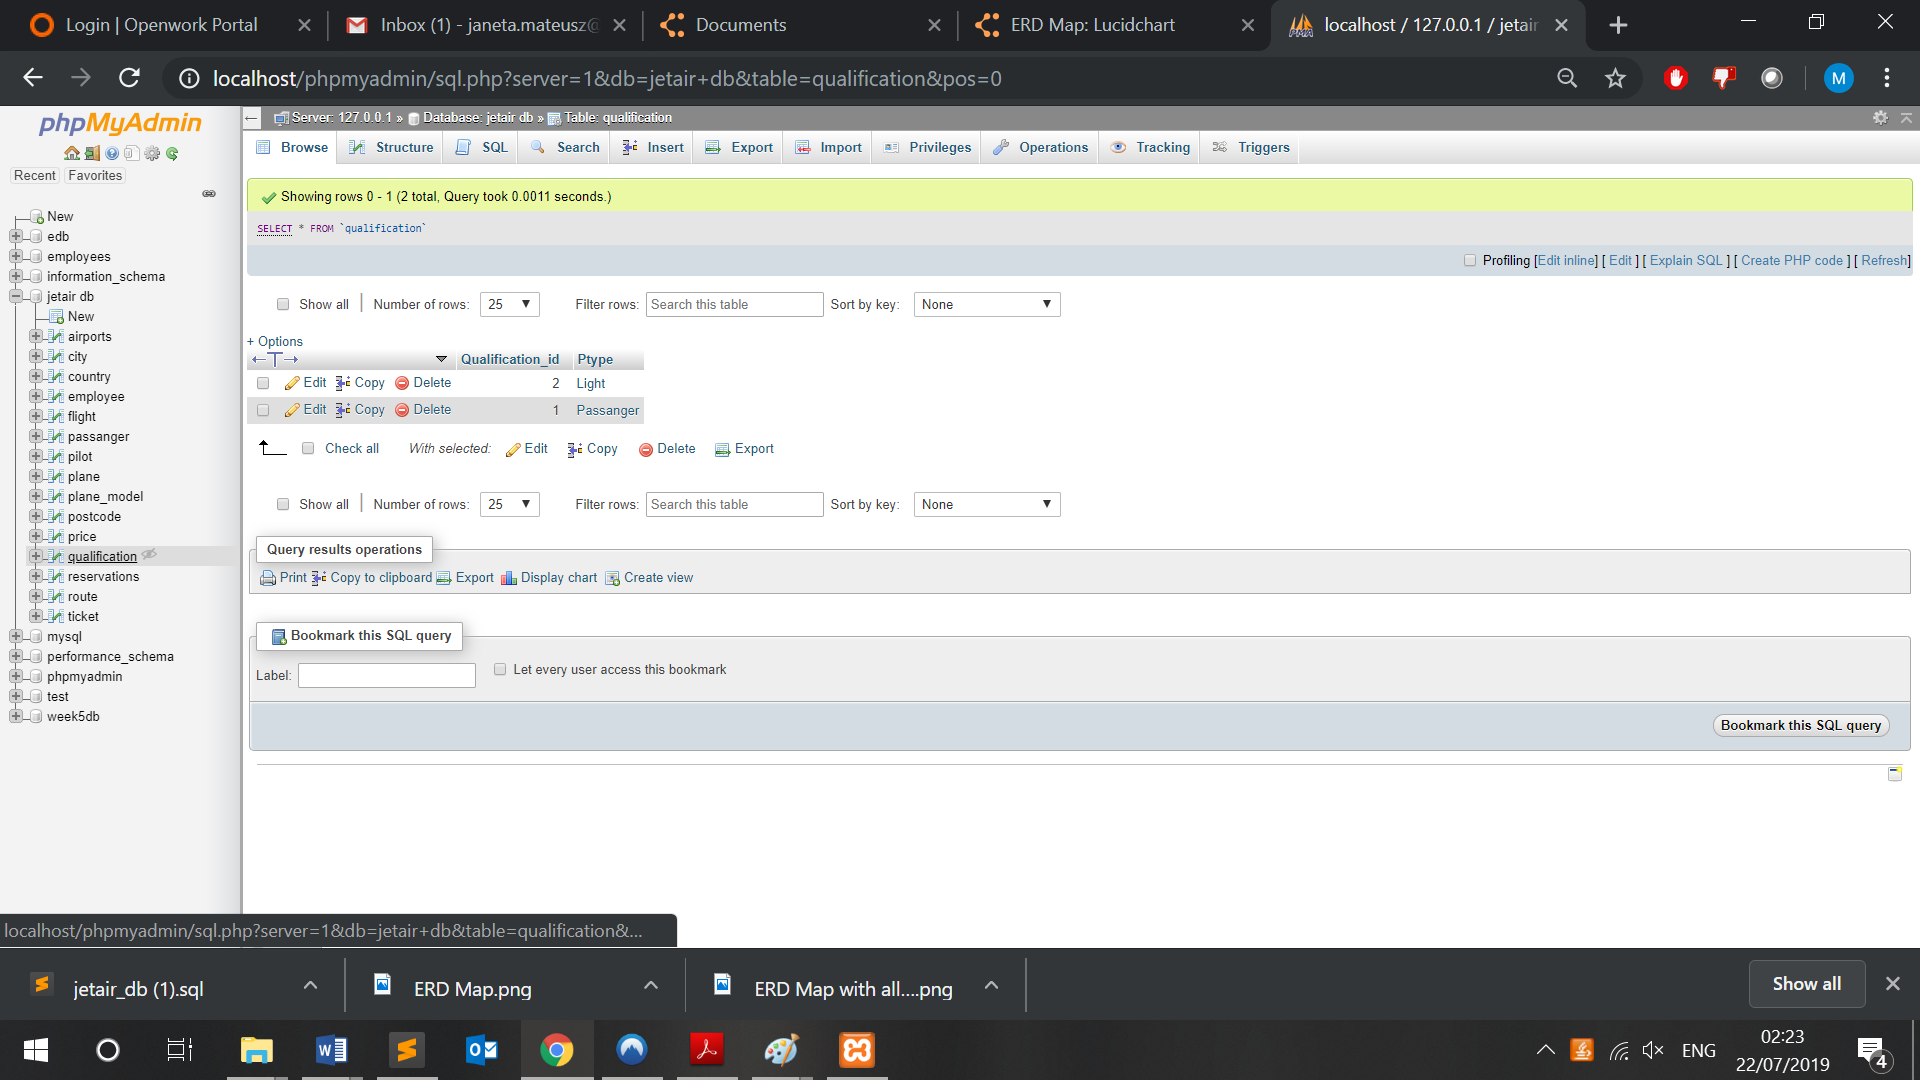 Login | Openwork Portal
Inbox (1) - janeta.mateusz@
Documents
ERD Map: Lucidchart
localhost / 127.0.0.1 / jetair
localhost/phpmyadmin/sql.php?server=1&db=jetair+db&table=qualification&pos=0
M
phpMyAdmin
Recent Favorites
New
edb
employees
information_schema
jetair db
New
airports
city
country
employee
flight
passanger
pilot
plane
plane_model
postcode
price
qualification
reservations
route
ticket
mysql
performance_schema
phpmyadmin
test
week5db
Server: 127.0.0.1 » Database: jetair db » Table: qualification
Browse Structure SQL Search Insert Export Import Privileges Operations Tracking Triggers
Showing rows 0 - 1 (2 total, Query took 0.0011 seconds.)
SELECT * FROM `qualification`
Profiling [Edit inline] [ Edit ] [ Explain SQL ] [ Create PHP code ] [ Refresh]
Show all | Number of rows: 25 Filter rows: Search this table Sort by key: None
+ Options
←T→ Qualification_id Ptype
Edit Copy Delete 2 Light
Edit Copy Delete 1 Passanger
Check all With selected: Edit Copy Delete Export
Show all | Number of rows: 25 Filter rows: Search this table Sort by key: None
Query results operations
Print Copy to clipboard Export Display chart Create view
Bookmark this SQL query
Label: Let every user access this bookmark
Bookmark this SQL query
localhost/phpmyadmin/sql.php?server=1&db=jetair+db&table=qualification&...
jetair_db (1).sql
ERD Map.png
ERD Map with all....png
Show all
ENG
02:23
22/07/2019
4